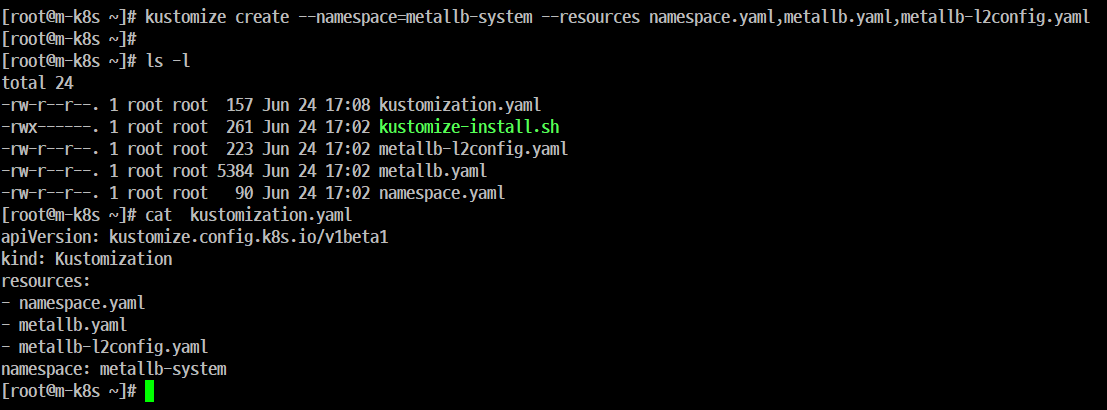 [root@m-k8s ~]# kustomize create --namespace=metallb-system --resources namespace.yaml,metallb.yaml,metallb-l2config.yaml
[root@m-k8s ~]#
[root@m-k8s ~]# ls -l
total 24
-rw-r--r--. 1 root root  157 Jun 24 17:08 kustomization.yaml
-rwx------. 1 root root  261 Jun 24 17:02 kustomize-install.sh
-rw-r--r--. 1 root root  223 Jun 24 17:02 metallb-l2config.yaml
-rw-r--r--. 1 root root 5384 Jun 24 17:02 metallb.yaml
-rw-r--r--. 1 root root   90 Jun 24 17:02 namespace.yaml
[root@m-k8s ~]# cat  kustomization.yaml
apiVersion: kustomize.config.k8s.io/v1beta1
kind: Kustomization
resources:
- namespace.yaml
- metallb.yaml
- metallb-l2config.yaml
namespace: metallb-system
[root@m-k8s ~]#